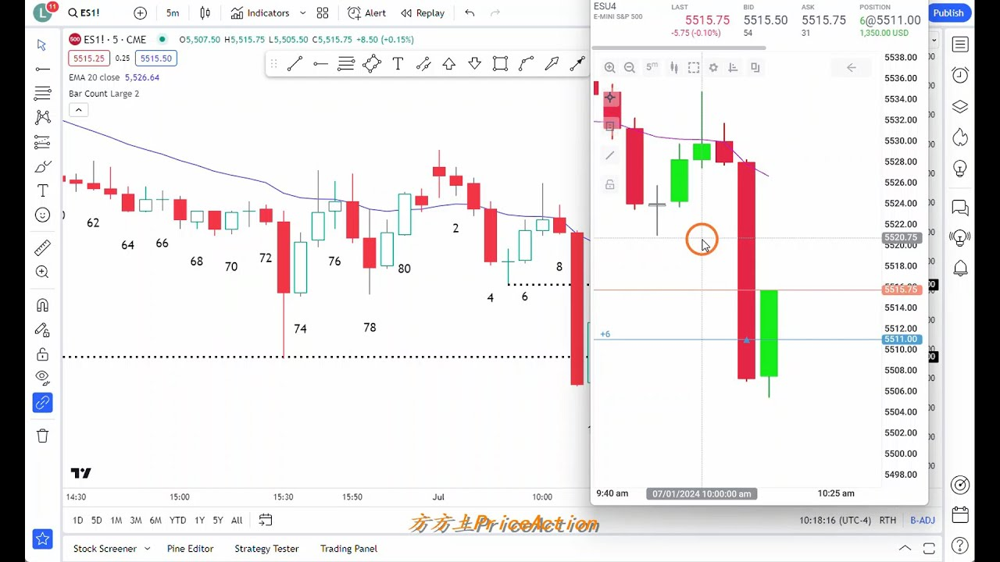 L 11 ES1! 5m Indicators Alert Replay Publish
500 ES1! · 5 · CME O5,507.50 H5,515.75 L5,505.50 C5,515.75 +8.50 (+0.15%)
5515.25 0.25 5515.50
EMA 20 close 5,526.64
Bar Count Large 2
62
64
66
68
70
72
74
76
78
80
2
4
6
8
14:30 15:00 15:30 15:50 Jul 10:00
1D 5D 1M 3M 6M YTD 1Y 5Y All
10:18:16 (UTC-4) RTH B-ADJ
Stock Screener Pine Editor Strategy Tester Trading Panel
方方土PriceAction
ESU4 LAST BID ASK POSITION
E-MINI S&P 500 5515.75 5515.50 5515.75 6@5511.00
-5.75 (-0.10%) 54 31 1,350.00 USD
5m
5538.00
5536.00
5534.00
5532.00
5530.00
5528.00
5526.00
5524.00
5522.00
5520.75
5520.00
5518.00
5515.75
5514.00
5512.00
+6 5511.00
5510.00
5508.00
5506.00
5504.00
5502.00
5500.00
5498.00
9:40 am 07/01/2024 10:00:00 am 10:25 am